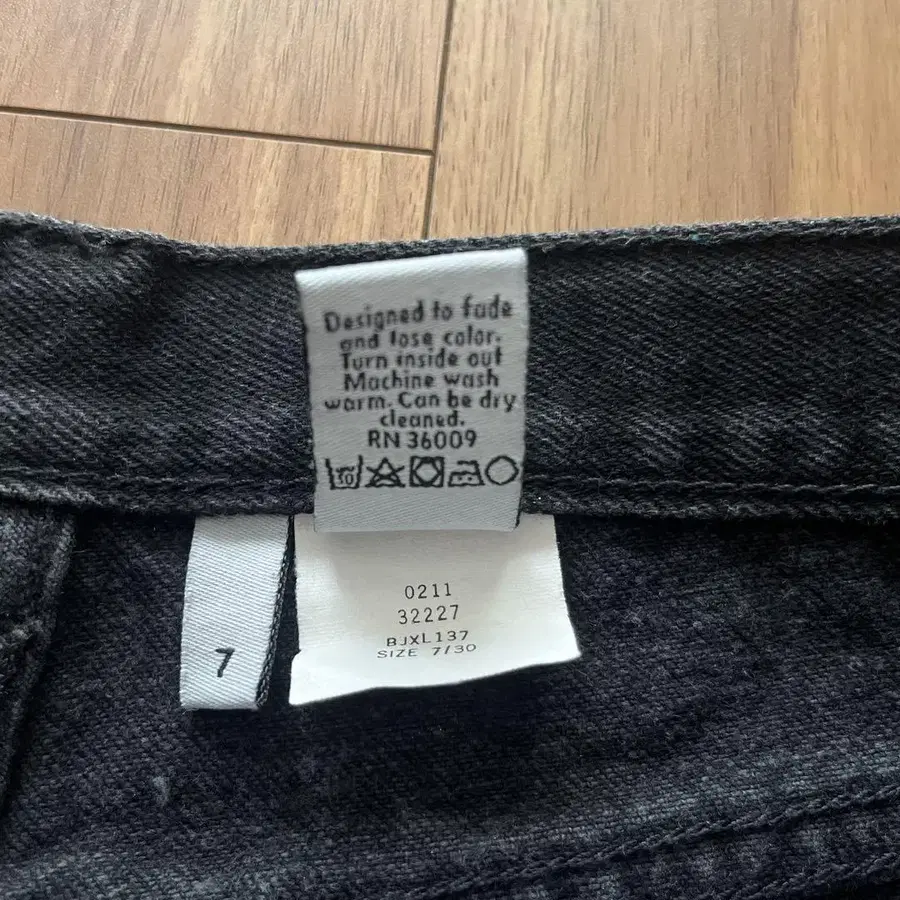 Designed to fade
and lose color.
Turn inside out
Machine wash
warm. Can be dry
cleaned.
RN 36009
7
0211
32227
BJXL137
SIZE 7/30